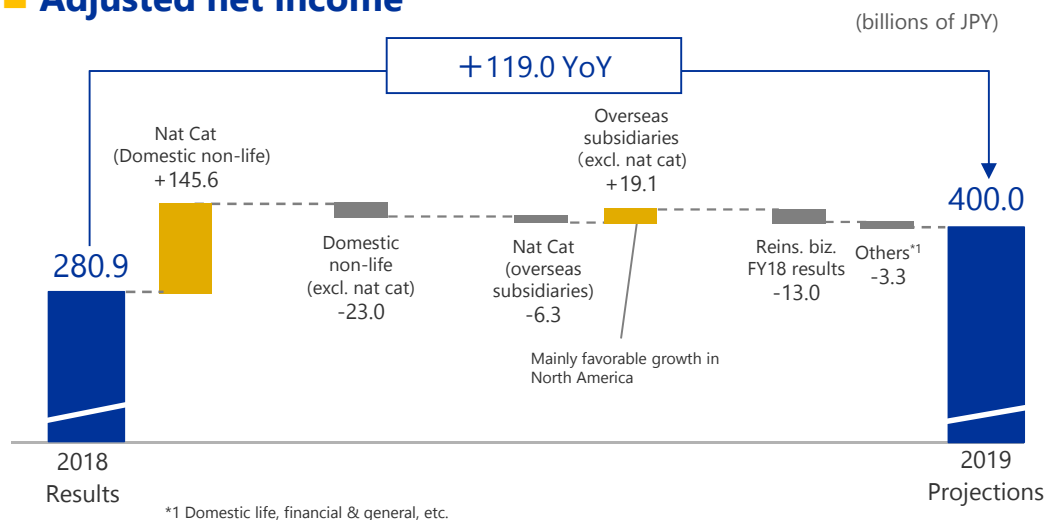 Adjusted net income
(billions of JPY)
+119.0 YoY
Nat Cat
(Domestic non-life)
+145.6
Overseas
subsidiaries
(excl. nat cat)
+19.1
280.9
400.0
Domestic
non-life
(excl. nat cat)
-23.0
Nat Cat
(overseas
subsidiaries)
-6.3
Reins. biz.
FY18 results
-13.0
Others*1
-3.3
Mainly favorable growth in
North America
2018
Results
2019
Projections
*1 Domestic life, financial & general, etc.